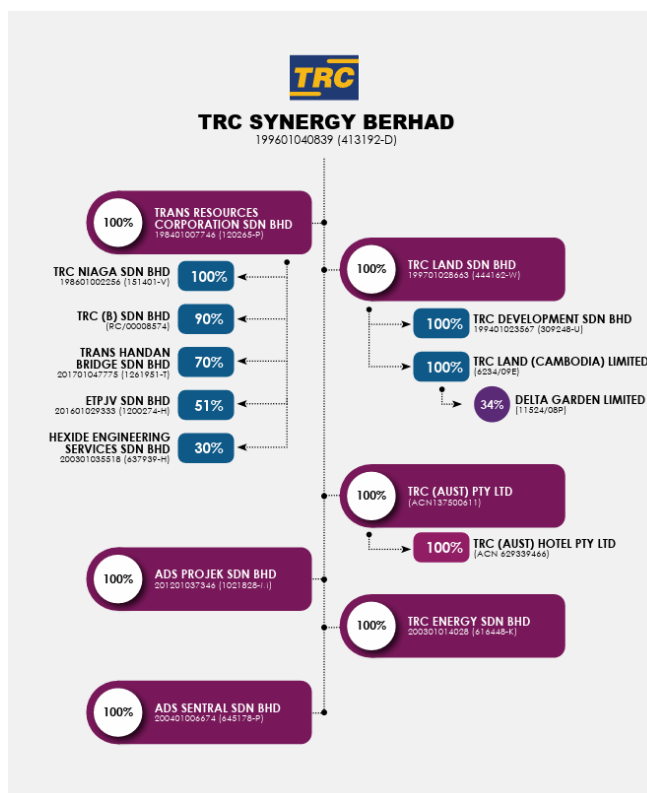 TRC
TRC SYNERGY BERHAD
199601040839 (413192-D)
100%
TRANS RESOURCES
CORPORATION SDN BHD
198401007746 (120265-P)
TRC NIAGA SDN BHD
198601002256 (151401-V)
100%
TRC (B) SDN BHD
(RC/00008574)
90%
TRANS HANDAN
BRIDGE SDN BHD
201701047775 (1261951-T)
70%
ETPJV SDN BHD
201601029333 (1200274-H)
51%
HEXIDE ENGINEERING
SERVICES SDN BHD
200301035518 (637939-H)
30%
100%
TRC LAND SDN BHD
199701028663 (444162-W)
100%
TRC DEVELOPMENT SDN BHD
199401023567 (309248-U)
100%
TRC LAND (CAMBODIA) LIMITED
(6234/09E)
34%
DELTA GARDEN LIMITED
(11524/08P)
100%
TRC (AUST) PTY LTD
(ACN137500611)
100%
TRC (AUST) HOTEL PTY LTD
(ACN 629339466)
100%
ADS PROJEK SDN BHD
201201037346 (1021828-M)
100%
TRC ENERGY SDN BHD
200301014028 (616448-K)
100%
ADS SENTRAL SDN BHD
200401006674 (645178-P)